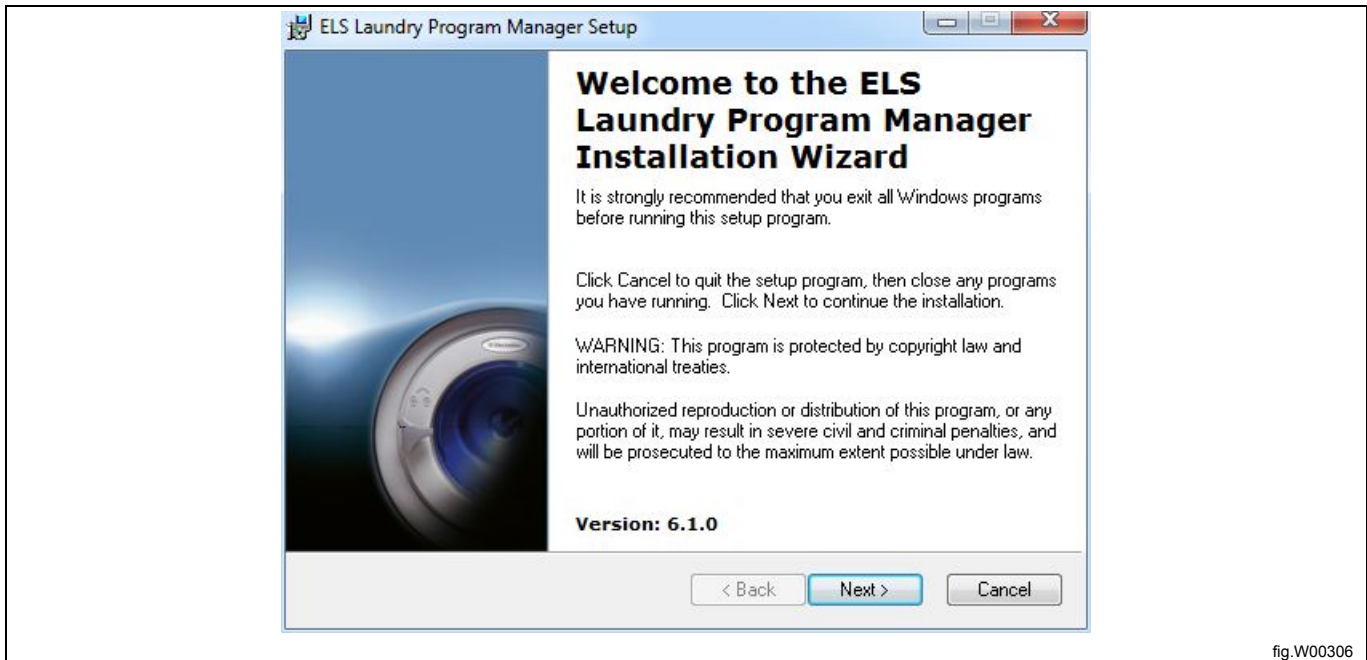 ELS Laundry Program Manager Setup
Welcome to the ELS
Laundry Program Manager
Installation Wizard
It is strongly recommended that you exit all Windows programs
before running this setup program.
Click Cancel to quit the setup program, then close any programs
you have running. Click Next to continue the installation.
WARNING: This program is protected by copyright law and
international treaties.
Unauthorized reproduction or distribution of this program, or any
portion of it, may result in severe civil and criminal penalties, and
will be prosecuted to the maximum extent possible under law.
Version: 6.1.0
< Back Next > Cancel
fig.W00306